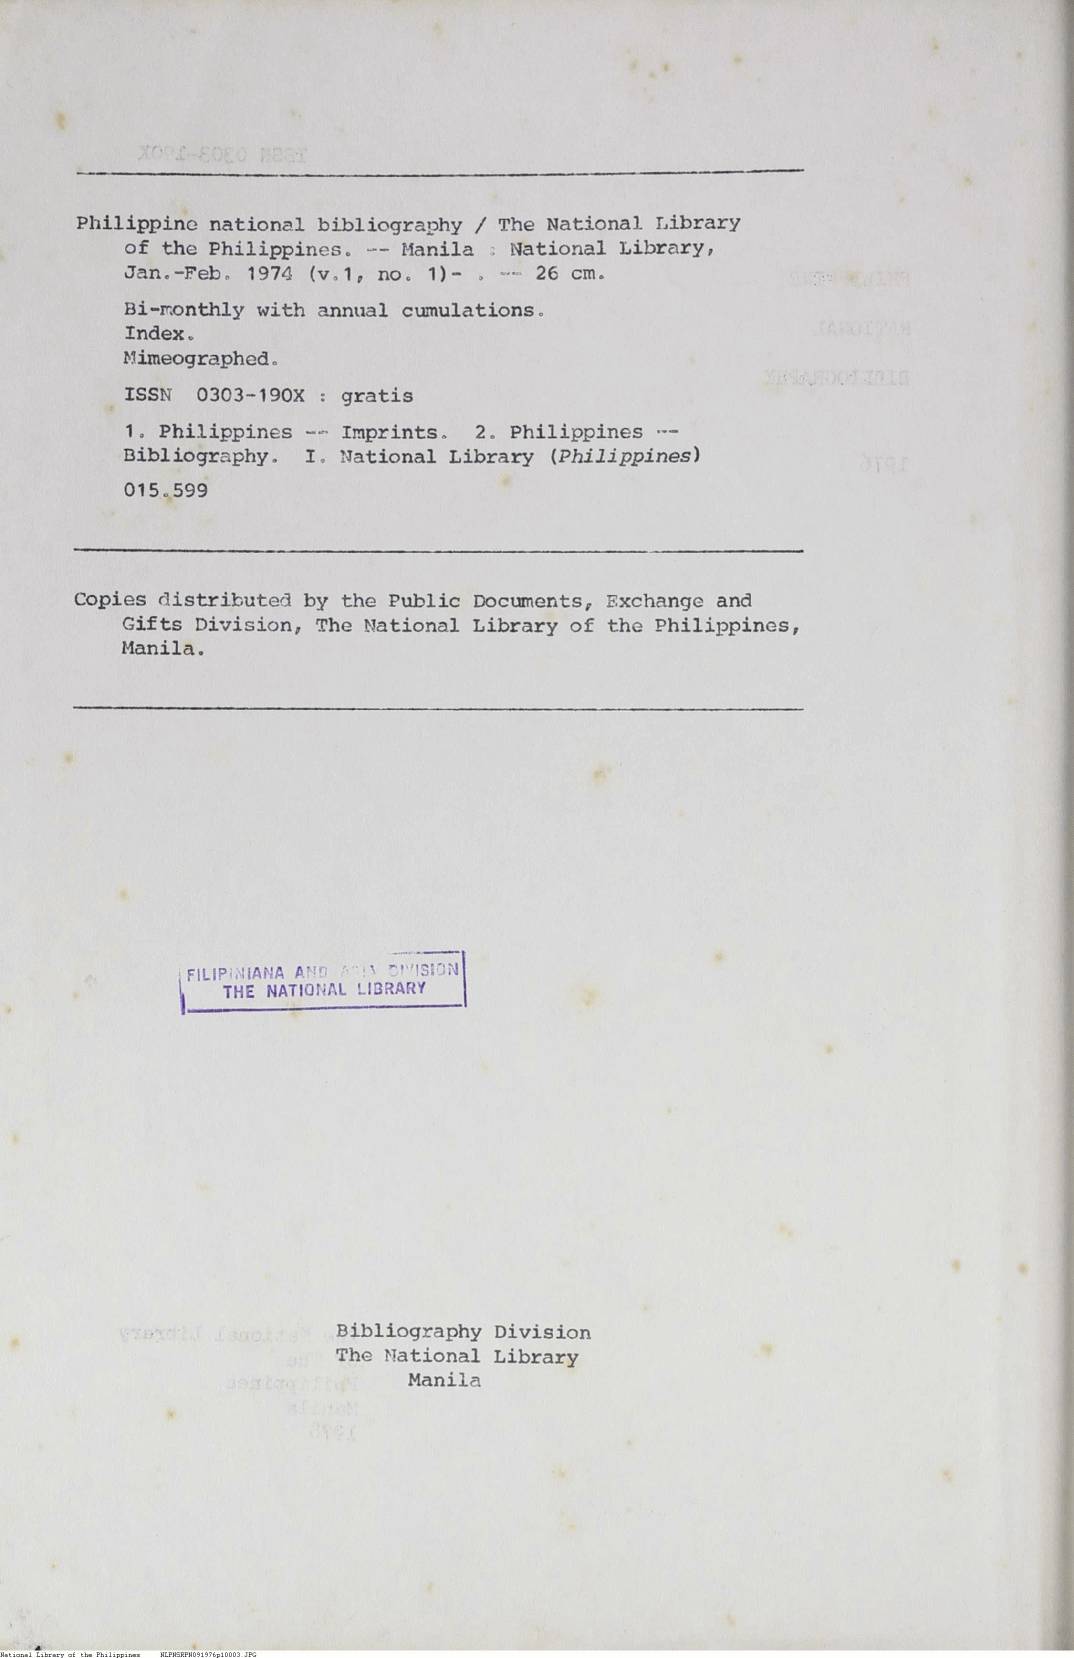 Philippine national bibliography / The National Library
of the Philippines. -- Manila : National Library,
Jan.-Feb. 1974 (v.1, no. 1)- . -- 26 cm.
Bi-monthly with annual cumulations.
Index.
Mimeographed.
ISSN 0303-190X : gratis
1. Philippines -- Imprints. 2. Philippines --
Bibliography. I. National Library (Philippines)
015.599
Copies distributed by the Public Documents, Exchange and
Gifts Division, The National Library of the Philippines,
Manila.
FILIPINIANA AND DIVISION
THE NATIONAL LIBRARY
Bibliography Division
The National Library
Manila
National Library of the Philippines NLPNSRPN091976p10003.JPG